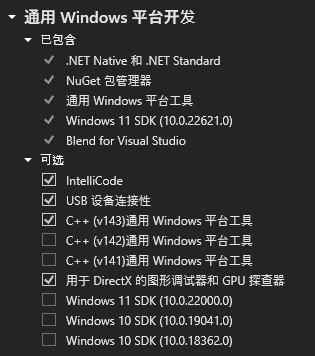 通用 Windows 平台开发
已包含
.NET Native 和 .NET Standard
NuGet 包管理器
通用 Windows 平台工具
Windows 11 SDK (10.0.22621.0)
Blend for Visual Studio
可选
IntelliCode
USB 设备连接性
C++ (v143)通用 Windows 平台工具
C++ (v142)通用 Windows 平台工具
C++ (v141)通用 Windows 平台工具
用于 DirectX 的图形调试器和 GPU 探查器
Windows 11 SDK (10.0.22000.0)
Windows 10 SDK (10.0.19041.0)
Windows 10 SDK (10.0.18362.0)